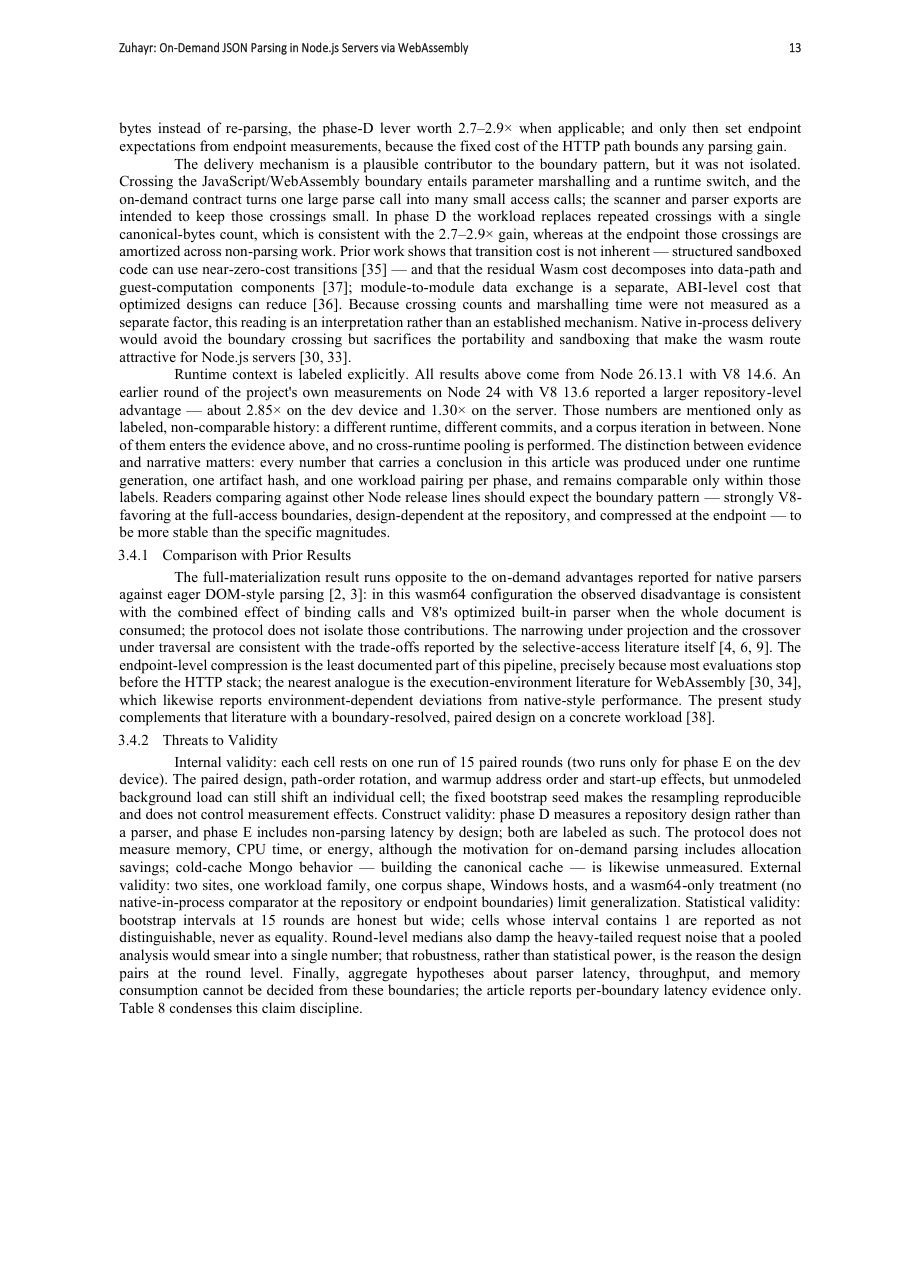 Zuhayr: On-Demand JSON Parsing in Node.js Servers via WebAssembly 13
bytes instead of re-parsing, the phase-D lever worth 2.7–2.9× when applicable; and only then set endpoint
expectations from endpoint measurements, because the fixed cost of the HTTP path bounds any parsing gain.
The delivery mechanism is a plausible contributor to the boundary pattern, but it was not isolated.
Crossing the JavaScript/WebAssembly boundary entails parameter marshalling and a runtime switch, and the
on-demand contract turns one large parse call into many small access calls; the scanner and parser exports are
intended to keep those crossings small. In phase D the workload replaces repeated crossings with a single
canonical-bytes count, which is consistent with the 2.7–2.9× gain, whereas at the endpoint those crossings are
amortized across non-parsing work. Prior work shows that transition cost is not inherent — structured sandboxed
code can use near-zero-cost transitions [35] — and that the residual Wasm cost decomposes into data-path and
guest-computation components [37]; module-to-module data exchange is a separate, ABI-level cost that
optimized designs can reduce [36]. Because crossing counts and marshalling time were not measured as a
separate factor, this reading is an interpretation rather than an established mechanism. Native in-process delivery
would avoid the boundary crossing but sacrifices the portability and sandboxing that make the wasm route
attractive for Node.js servers [30, 33].
Runtime context is labeled explicitly. All results above come from Node 26.13.1 with V8 14.6. An
earlier round of the project's own measurements on Node 24 with V8 13.6 reported a larger repository-level
advantage — about 2.85× on the dev device and 1.30× on the server. Those numbers are mentioned only as
labeled, non-comparable history: a different runtime, different commits, and a corpus iteration in between. None
of them enters the evidence above, and no cross-runtime pooling is performed. The distinction between evidence
and narrative matters: every number that carries a conclusion in this article was produced under one runtime
generation, one artifact hash, and one workload pairing per phase, and remains comparable only within those
labels. Readers comparing against other Node release lines should expect the boundary pattern — strongly V8-
favoring at the full-access boundaries, design-dependent at the repository, and compressed at the endpoint — to
be more stable than the specific magnitudes.
3.4.1 Comparison with Prior Results
The full-materialization result runs opposite to the on-demand advantages reported for native parsers
against eager DOM-style parsing [2, 3]: in this wasm64 configuration the observed disadvantage is consistent
with the combined effect of binding calls and V8's optimized built-in parser when the whole document is
consumed; the protocol does not isolate those contributions. The narrowing under projection and the crossover
under traversal are consistent with the trade-offs reported by the selective-access literature itself [4, 6, 9]. The
endpoint-level compression is the least documented part of this pipeline, precisely because most evaluations stop
before the HTTP stack; the nearest analogue is the execution-environment literature for WebAssembly [30, 34],
which likewise reports environment-dependent deviations from native-style performance. The present study
complements that literature with a boundary-resolved, paired design on a concrete workload [38].
3.4.2 Threats to Validity
Internal validity: each cell rests on one run of 15 paired rounds (two runs only for phase E on the dev
device). The paired design, path-order rotation, and warmup address order and start-up effects, but unmodeled
background load can still shift an individual cell; the fixed bootstrap seed makes the resampling reproducible
and does not control measurement effects. Construct validity: phase D measures a repository design rather than
a parser, and phase E includes non-parsing latency by design; both are labeled as such. The protocol does not
measure memory, CPU time, or energy, although the motivation for on-demand parsing includes allocation
savings; cold-cache Mongo behavior — building the canonical cache — is likewise unmeasured. External
validity: two sites, one workload family, one corpus shape, Windows hosts, and a wasm64-only treatment (no
native-in-process comparator at the repository or endpoint boundaries) limit generalization. Statistical validity:
bootstrap intervals at 15 rounds are honest but wide; cells whose interval contains 1 are reported as not
distinguishable, never as equality. Round-level medians also damp the heavy-tailed request noise that a pooled
analysis would smear into a single number; that robustness, rather than statistical power, is the reason the design
pairs at the round level. Finally, aggregate hypotheses about parser latency, throughput, and memory
consumption cannot be decided from these boundaries; the article reports per-boundary latency evidence only.
Table 8 condenses this claim discipline.